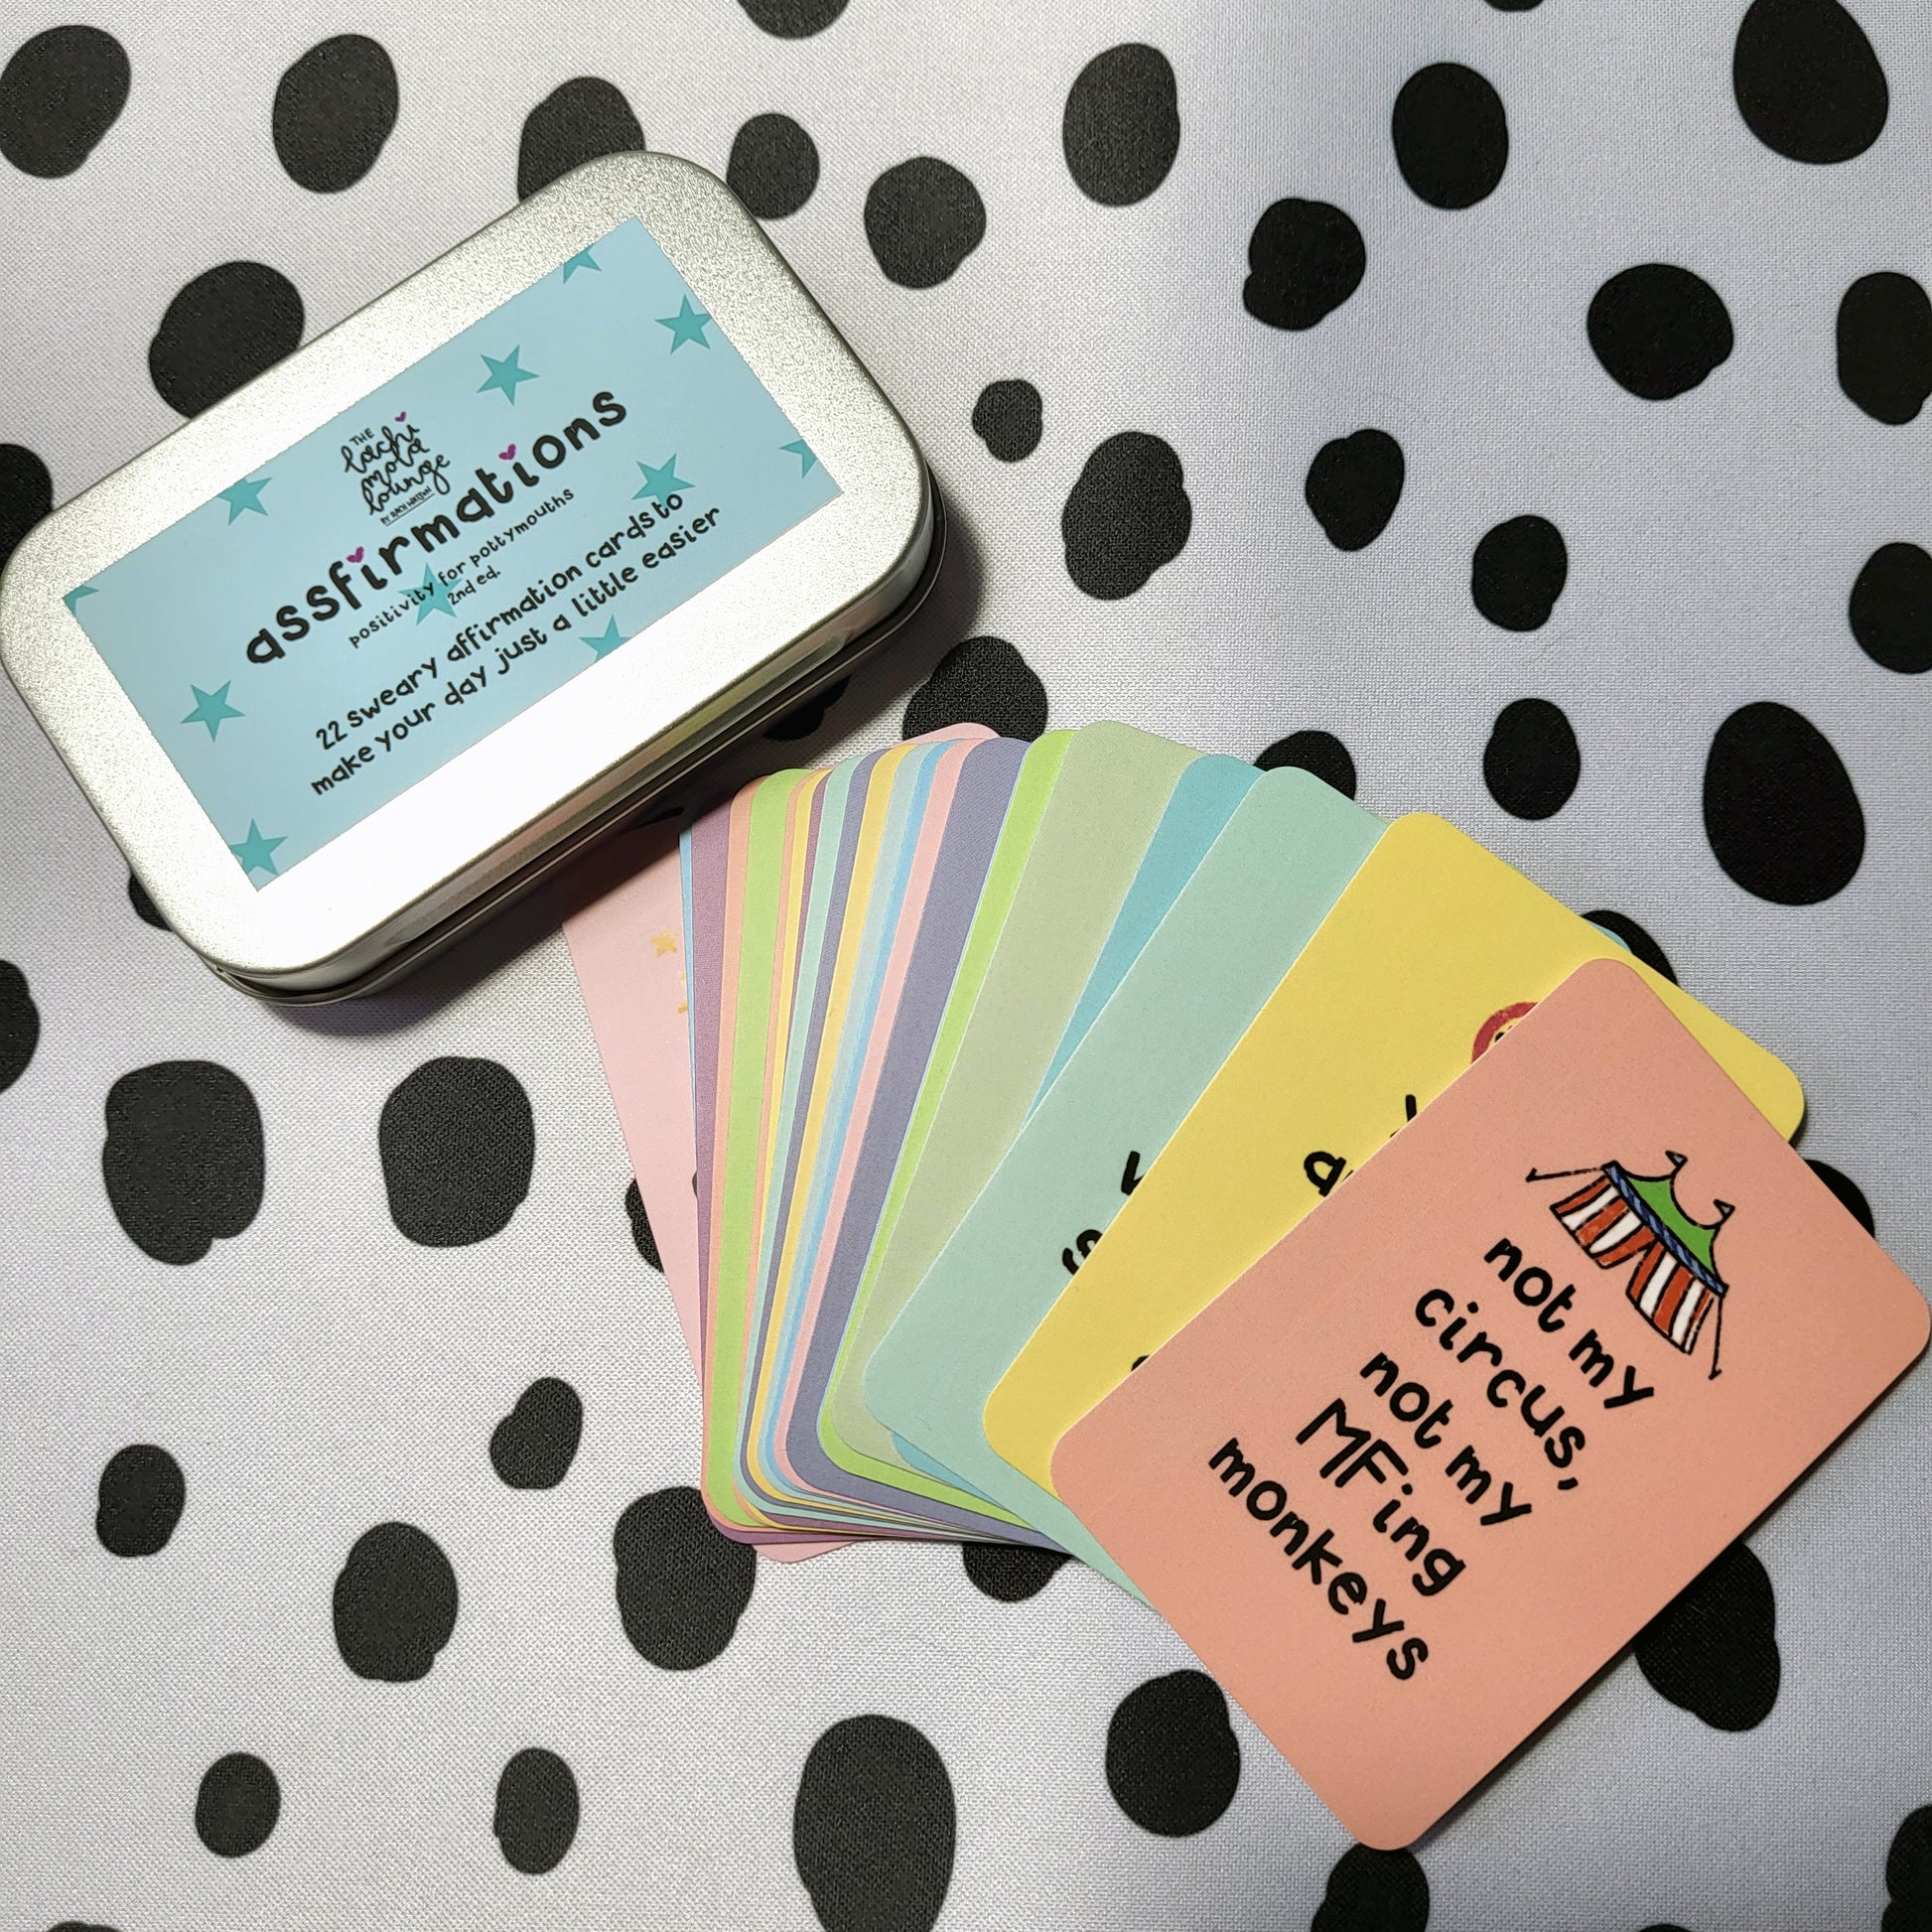 THE
lachi
mola
lounge
assfirmations
positivity for pottymouths
2nd ed.
22 sweary affirmation cards to
make your day just a little easier
not my
circus,
not my
MFing
monkeys